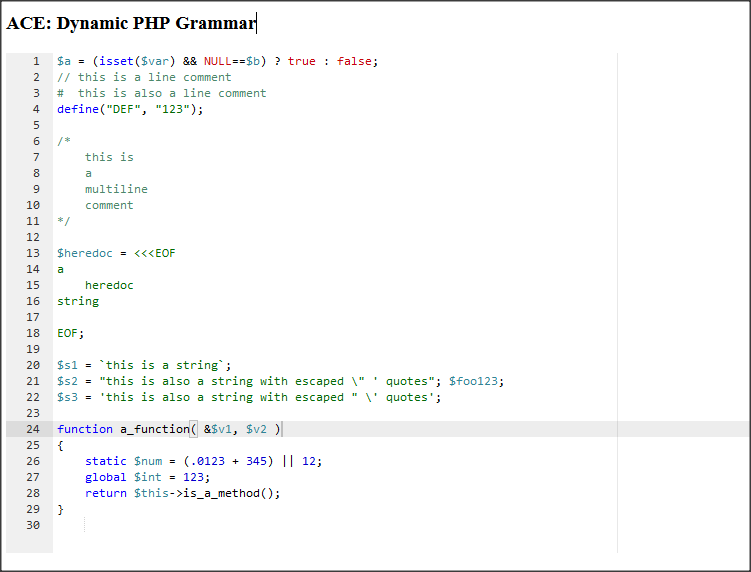 ACE: Dynamic PHP Grammar
1 $a = (isset($var) && NULL==$b) ? true : false;
2 // this is a line comment
3 # this is also a line comment
4 define("DEF", "123");
5
6 /*
7     this is
8     a
9     multiline
10     comment
11 */
12
13 $heredoc = <<<EOF
14 a
15     heredoc
16 string
17
18 EOF;
19
20 $s1 = `this is a string`;
21 $s2 = "this is also a string with escaped \" ' quotes"; $foo123;
22 $s3 = 'this is also a string with escaped " \' quotes';
23
24 function a_function( &$v1, $v2 )
25 {
26     static $num = (.0123 + 345) || 12;
27     global $int = 123;
28     return $this->is_a_method();
29 }
30